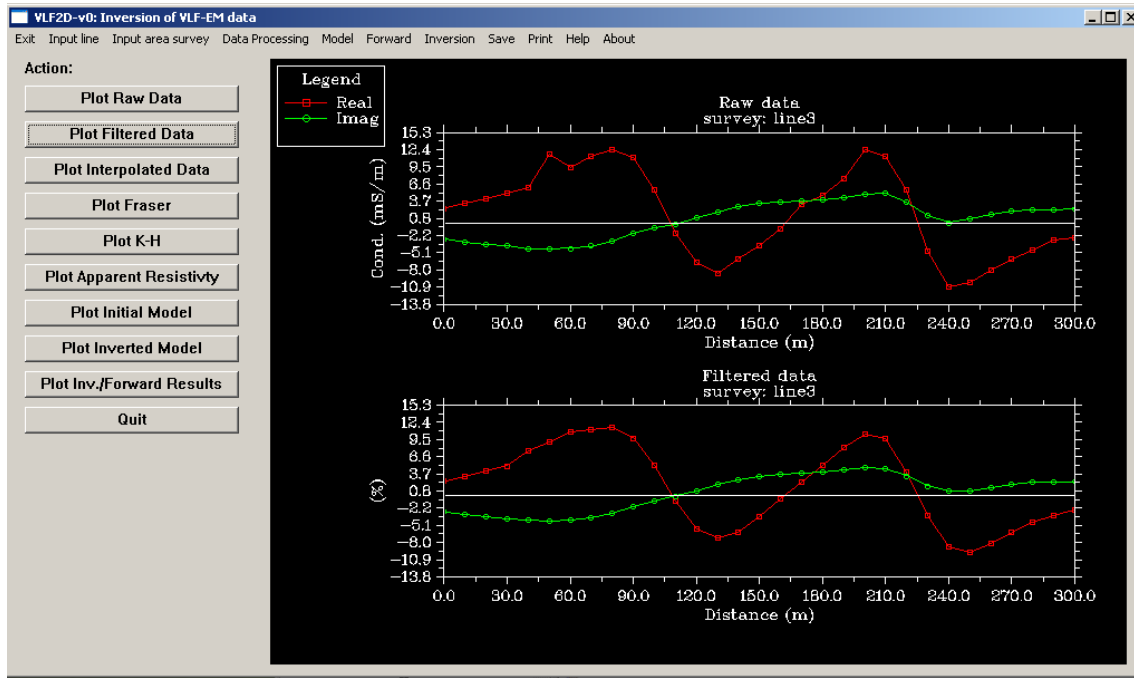 VLF2D-v0: Inversion of VLF-EM data
Exit Input line Input area survey Data Processing Model Forward Inversion Save Print Help About
Action:
Plot Raw Data
Plot Filtered Data
Plot Interpolated Data
Plot Fraser
Plot K-H
Plot Apparent Resistivty
Plot Initial Model
Plot Inverted Model
Plot Inv./Forward Results
Quit
Legend
Real
Imag
Raw data
survey: line3
15.3
12.4
9.5
6.6
3.7
0.8
-2.2
-5.1
-8.0
-10.9
-13.8
Cond. (mS/m)
0.0 30.0 60.0 90.0 120.0 150.0 180.0 210.0 240.0 270.0 300.0
Distance (m)
Filtered data
survey: line3
15.3
12.4
9.5
6.6
3.7
0.8
-2.2
-5.1
-8.0
-10.9
-13.8
(%)
0.0 30.0 60.0 90.0 120.0 150.0 180.0 210.0 240.0 270.0 300.0
Distance (m)